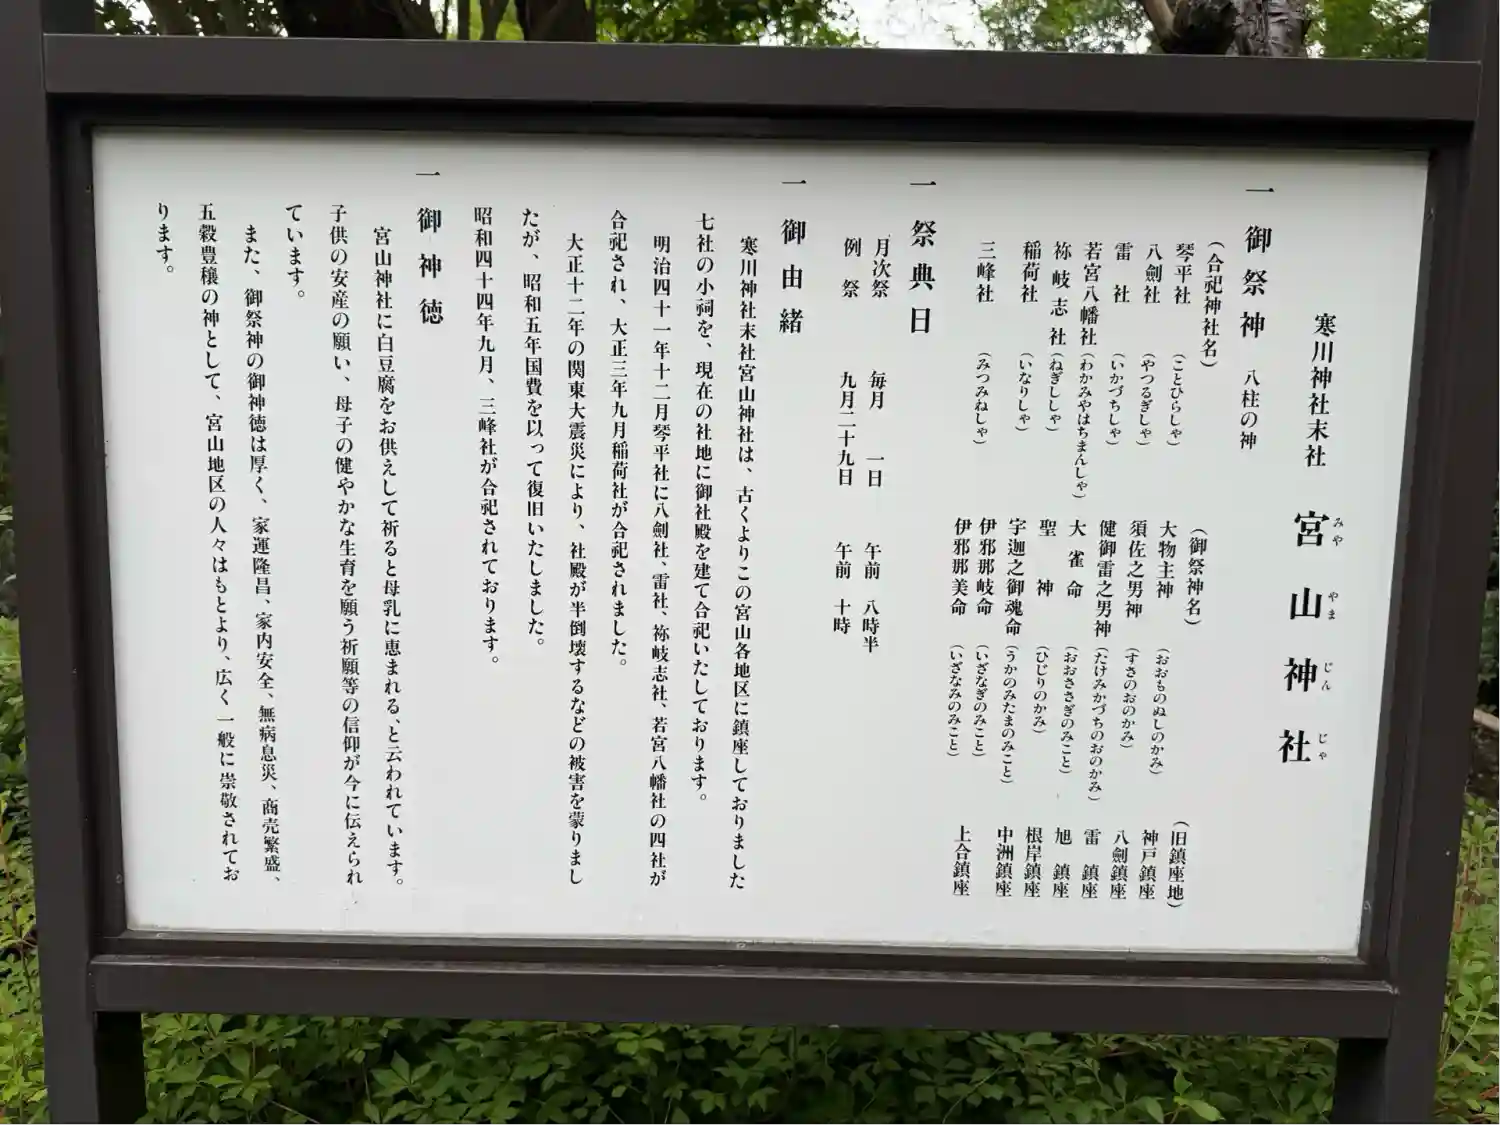 寒川神社末社 宮山神社
みややまじんじゃ
一 御祭神 八柱の神
（合祀神社名） （御祭神名） （旧鎮座地）
琴平社（ことひらしゃ） 大物主神（おおものぬしのかみ） 神戸鎮座
八劍社（やつるぎしゃ） 須佐之男神（すさのおのかみ） 八劍鎮座
雷社（いかづちしゃ） 健御雷之男神（たけみかづちのおのかみ） 雷鎮座
若宮八幡社（わかみやはちまんしゃ） 大雀命（おおささぎのみこと） 旭鎮座
祢岐志社（ねぎししゃ） 聖神（ひじりのかみ） 根岸鎮座
稲荷社（いなりしゃ） 宇迦之御魂命（うかのみたまのみこと） 中洲鎮座
三峰社（みつみねしゃ） 伊邪那岐命（いざなぎのみこと） 上合鎮座
伊邪那美命（いざなみのみこと）
一 祭典日
月次祭 毎月 一日 午前 八時半
例祭 九月二十九日 午前 十時
一 御由緒
寒川神社末社宮山神社は、古くよりこの宮山各地区に鎮座しておりました
七社の小祠を、現在の社地に御社殿を建て合祀いたしております。
明治四十一年十二月琴平社に八劍社、雷社、祢岐志社、若宮八幡社の四社が
合祀され、大正三年九月稲荷社が合祀されました。
大正十二年の関東大震災により、社殿が半倒壊するなどの被害を蒙りまし
たが、昭和五年国費を以って復旧いたしました。
昭和四十四年九月、三峰社が合祀されております。
一 御神徳
宮山神社に白豆腐をお供えして祈ると母乳に恵まれる、と云われています。
子供の安産の願い、母子の健やかな生育を願う祈願等の信仰が今に伝えられ
ています。
また、御祭神の御神徳は厚く、家運隆昌、家内安全、無病息災、商売繁盛、
五穀豊穣の神として、宮山地区の人々はもとより、広く一般に崇敬されてお
ります。